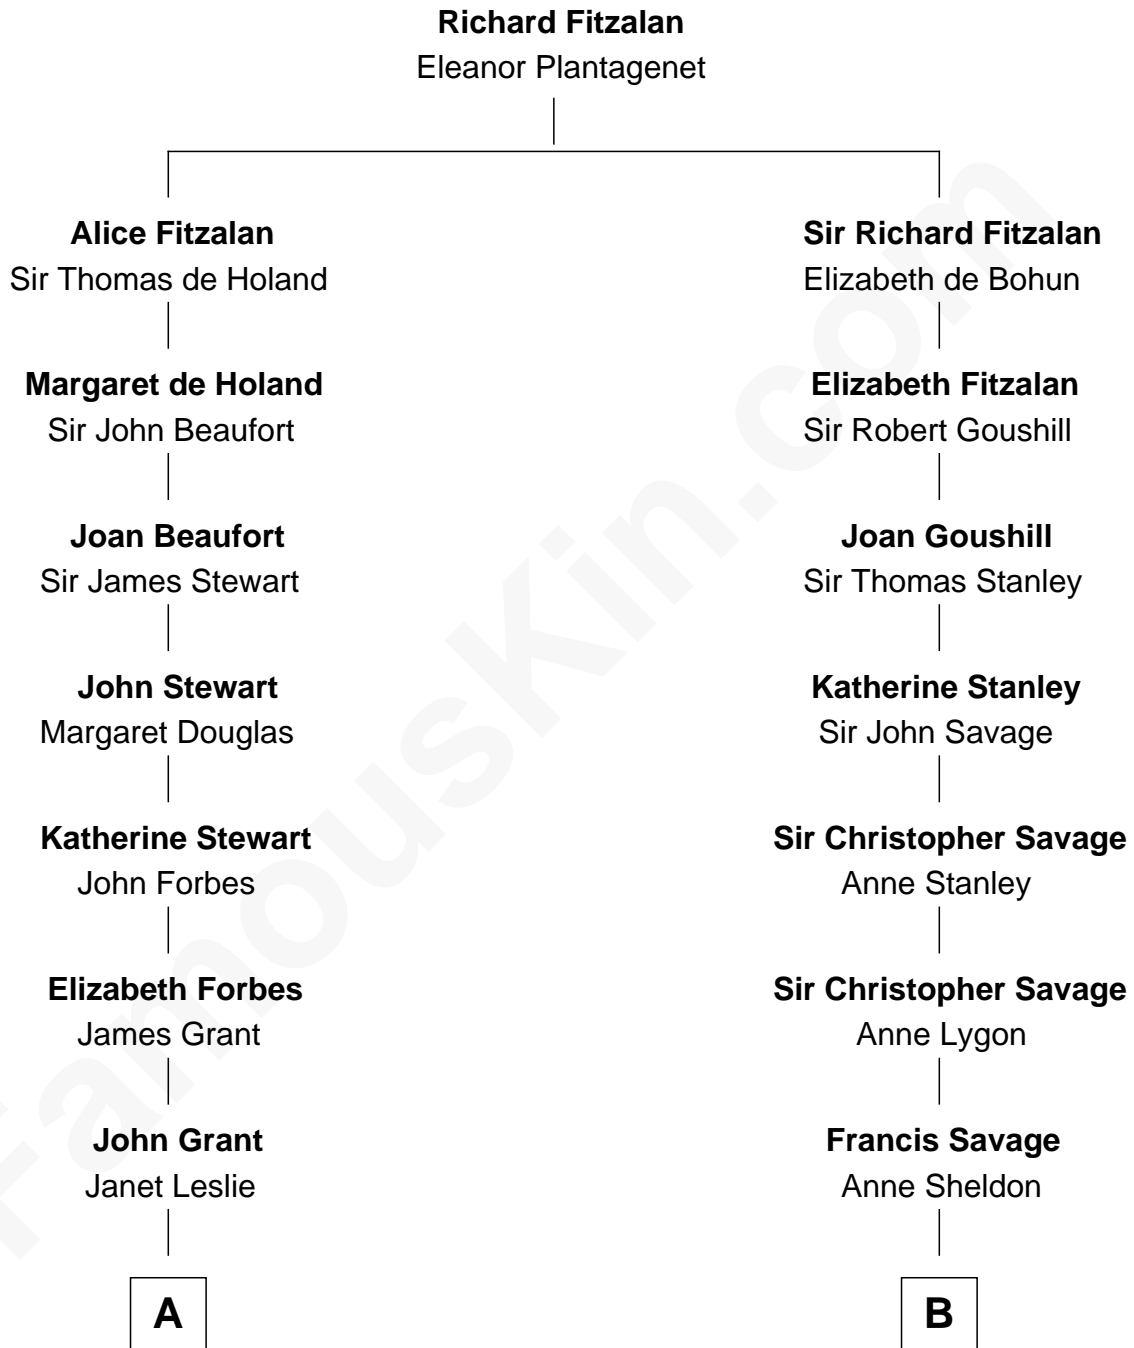 Richard Fitzalan
Eleanor Plantagenet
Alice Fitzalan
Sir Thomas de Holand
Margaret de Holand
Sir John Beaufort
Joan Beaufort
Sir James Stewart
John Stewart
Margaret Douglas
Katherine Stewart
John Forbes
Elizabeth Forbes
James Grant
John Grant
Janet Leslie
A
Sir Richard Fitzalan
Elizabeth de Bohun
Elizabeth Fitzalan
Sir Robert Goushill
Joan Goushill
Sir Thomas Stanley
Katherine Stanley
Sir John Savage
Sir Christopher Savage
Anne Stanley
Sir Christopher Savage
Anne Lygon
Francis Savage
Anne Sheldon
B
FamousKin.com